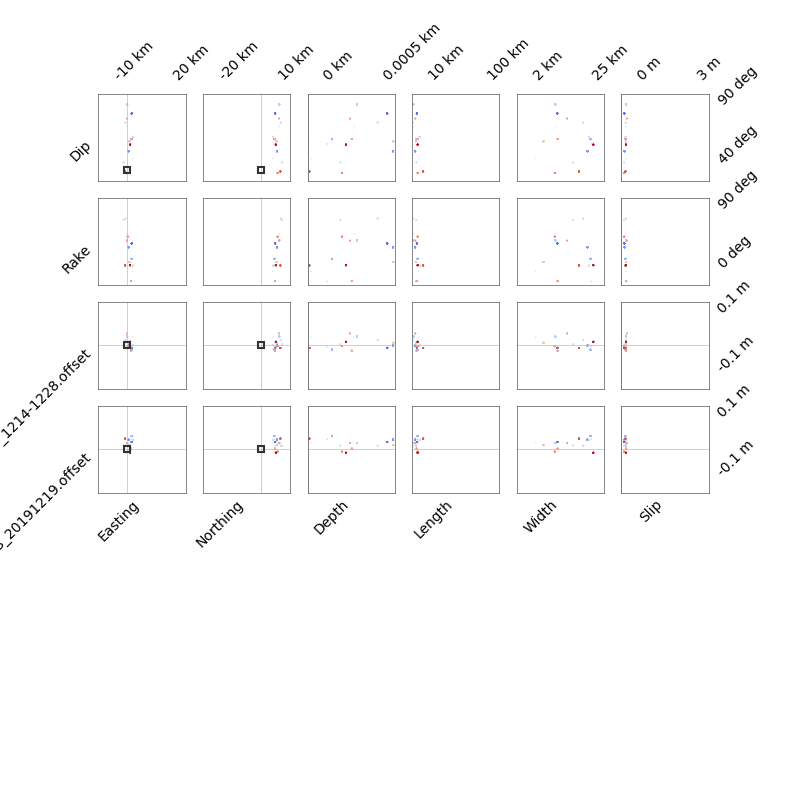 -10 km
20 km
-20 km
10 km
0 km
0.0005 km
10 km
100 km
2 km
25 km
0 m
3 m
Dip
90 deg
40 deg
Rake
90 deg
0 deg
_1214-1228.offset
0.1 m
-0.1 m
_20191219.offset
0.1 m
-0.1 m
Easting
Northing
Depth
Length
Width
Slip